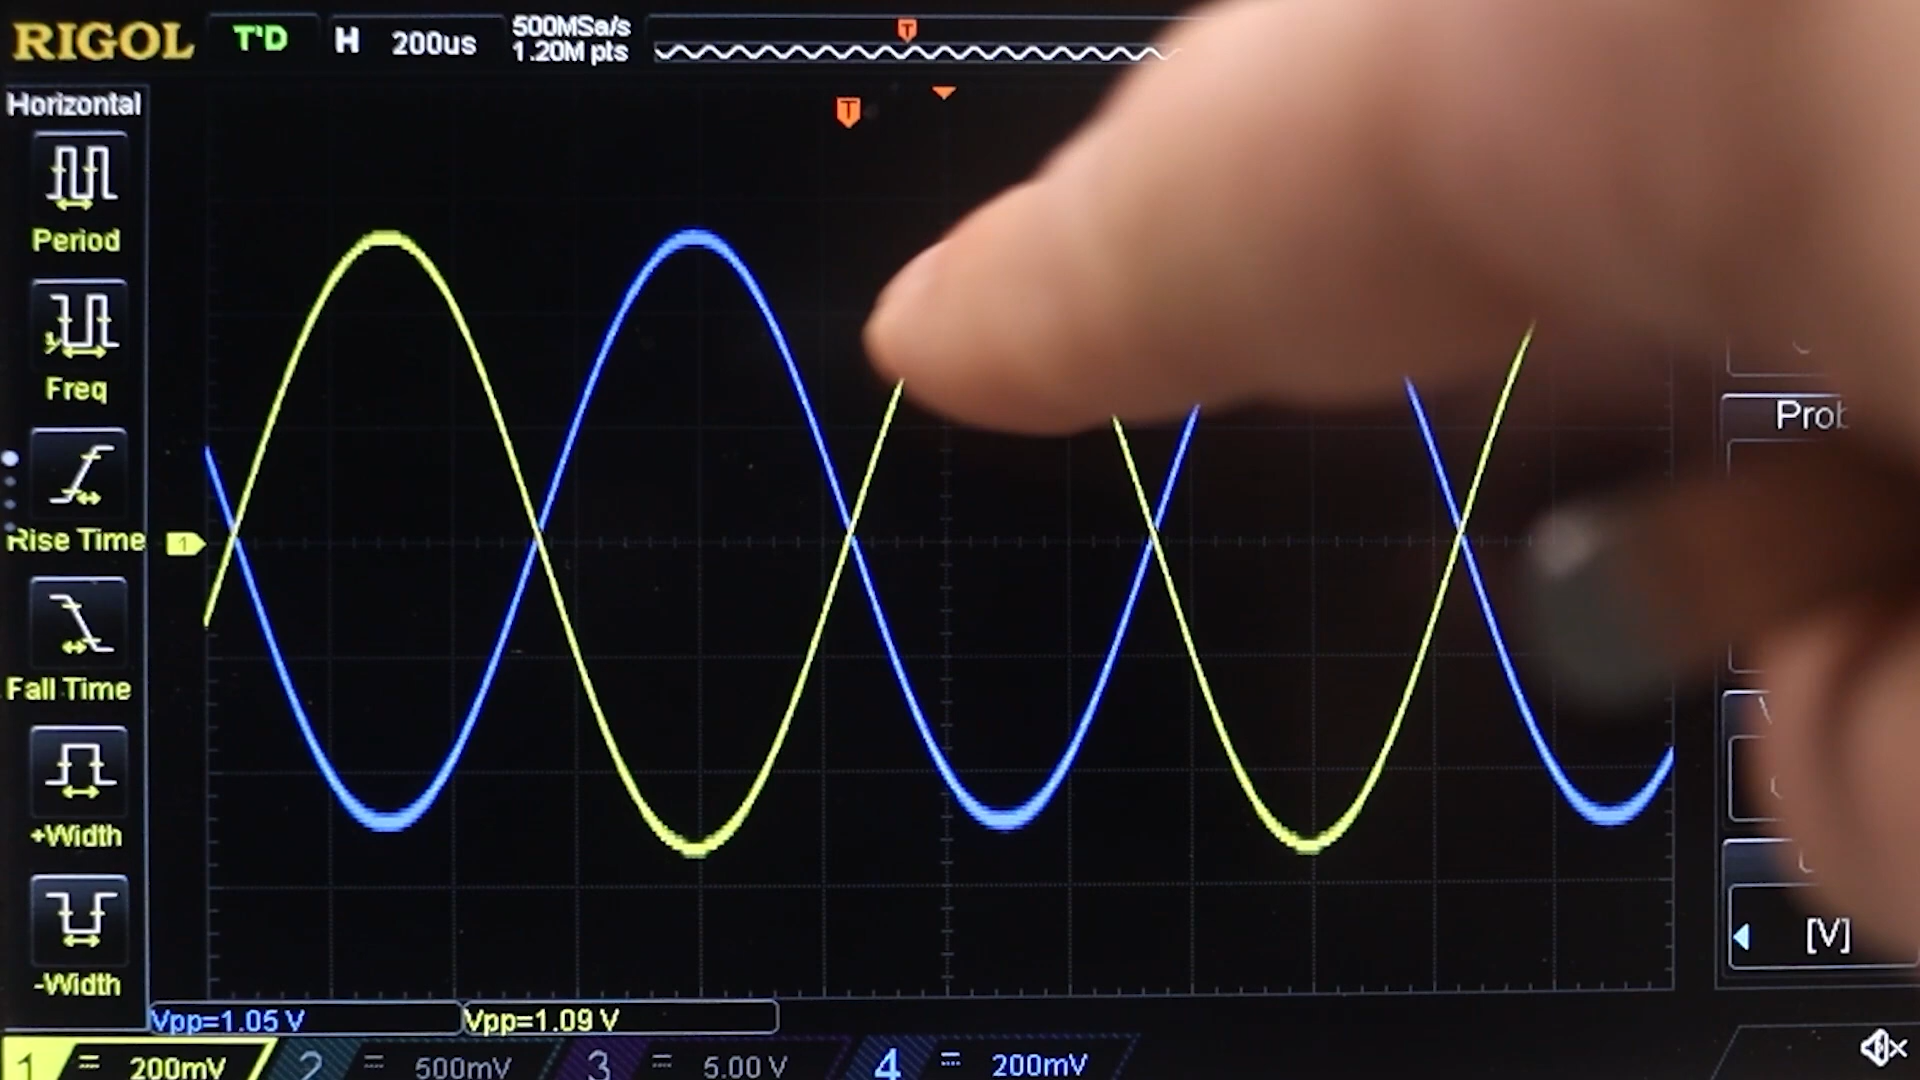 RIGOL T'D H 200us 500MSa/s
1.20M pts
T
T
Horizontal
Period
Freq
Rise Time
1
Fall Time
+Width
-Width
[V]
Vpp=1.05 V Vpp=1.09 V
1 200mV 2 500mV 3 5.00 V 4 200mV